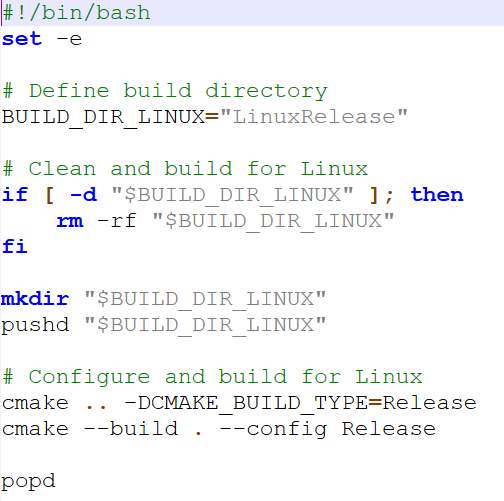 #!/bin/bash
set -e
# Define build directory
BUILD_DIR_LINUX="LinuxRelease"
# Clean and build for Linux
if [ -d "$BUILD_DIR_LINUX" ]; then
    rm -rf "$BUILD_DIR_LINUX"
fi
mkdir "$BUILD_DIR_LINUX"
pushd "$BUILD_DIR_LINUX"
# Configure and build for Linux
cmake .. -DCMAKE_BUILD_TYPE=Release
cmake --build . --config Release
popd